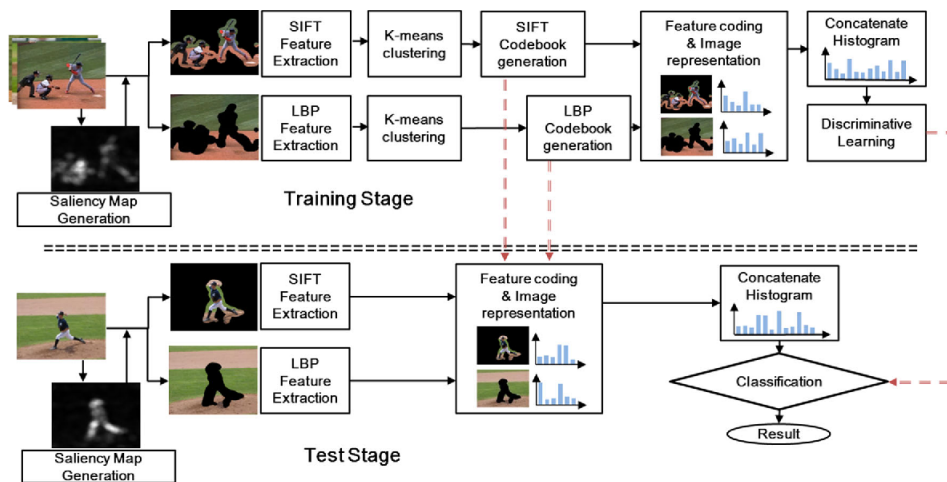 SIFT
Feature
Extraction
K-means
clustering
SIFT
Codebook
generation
Feature coding
& Image
representation
Concatenate
Histogram
LBP
Feature
Extraction
K-means
clustering
LBP
Codebook
generation
Discriminative
Learning
Saliency Map
Generation
Training Stage
SIFT
Feature
Extraction
Feature coding
& Image
representation
Concatenate
Histogram
LBP
Feature
Extraction
Classification
Result
Saliency Map
Generation
Test Stage